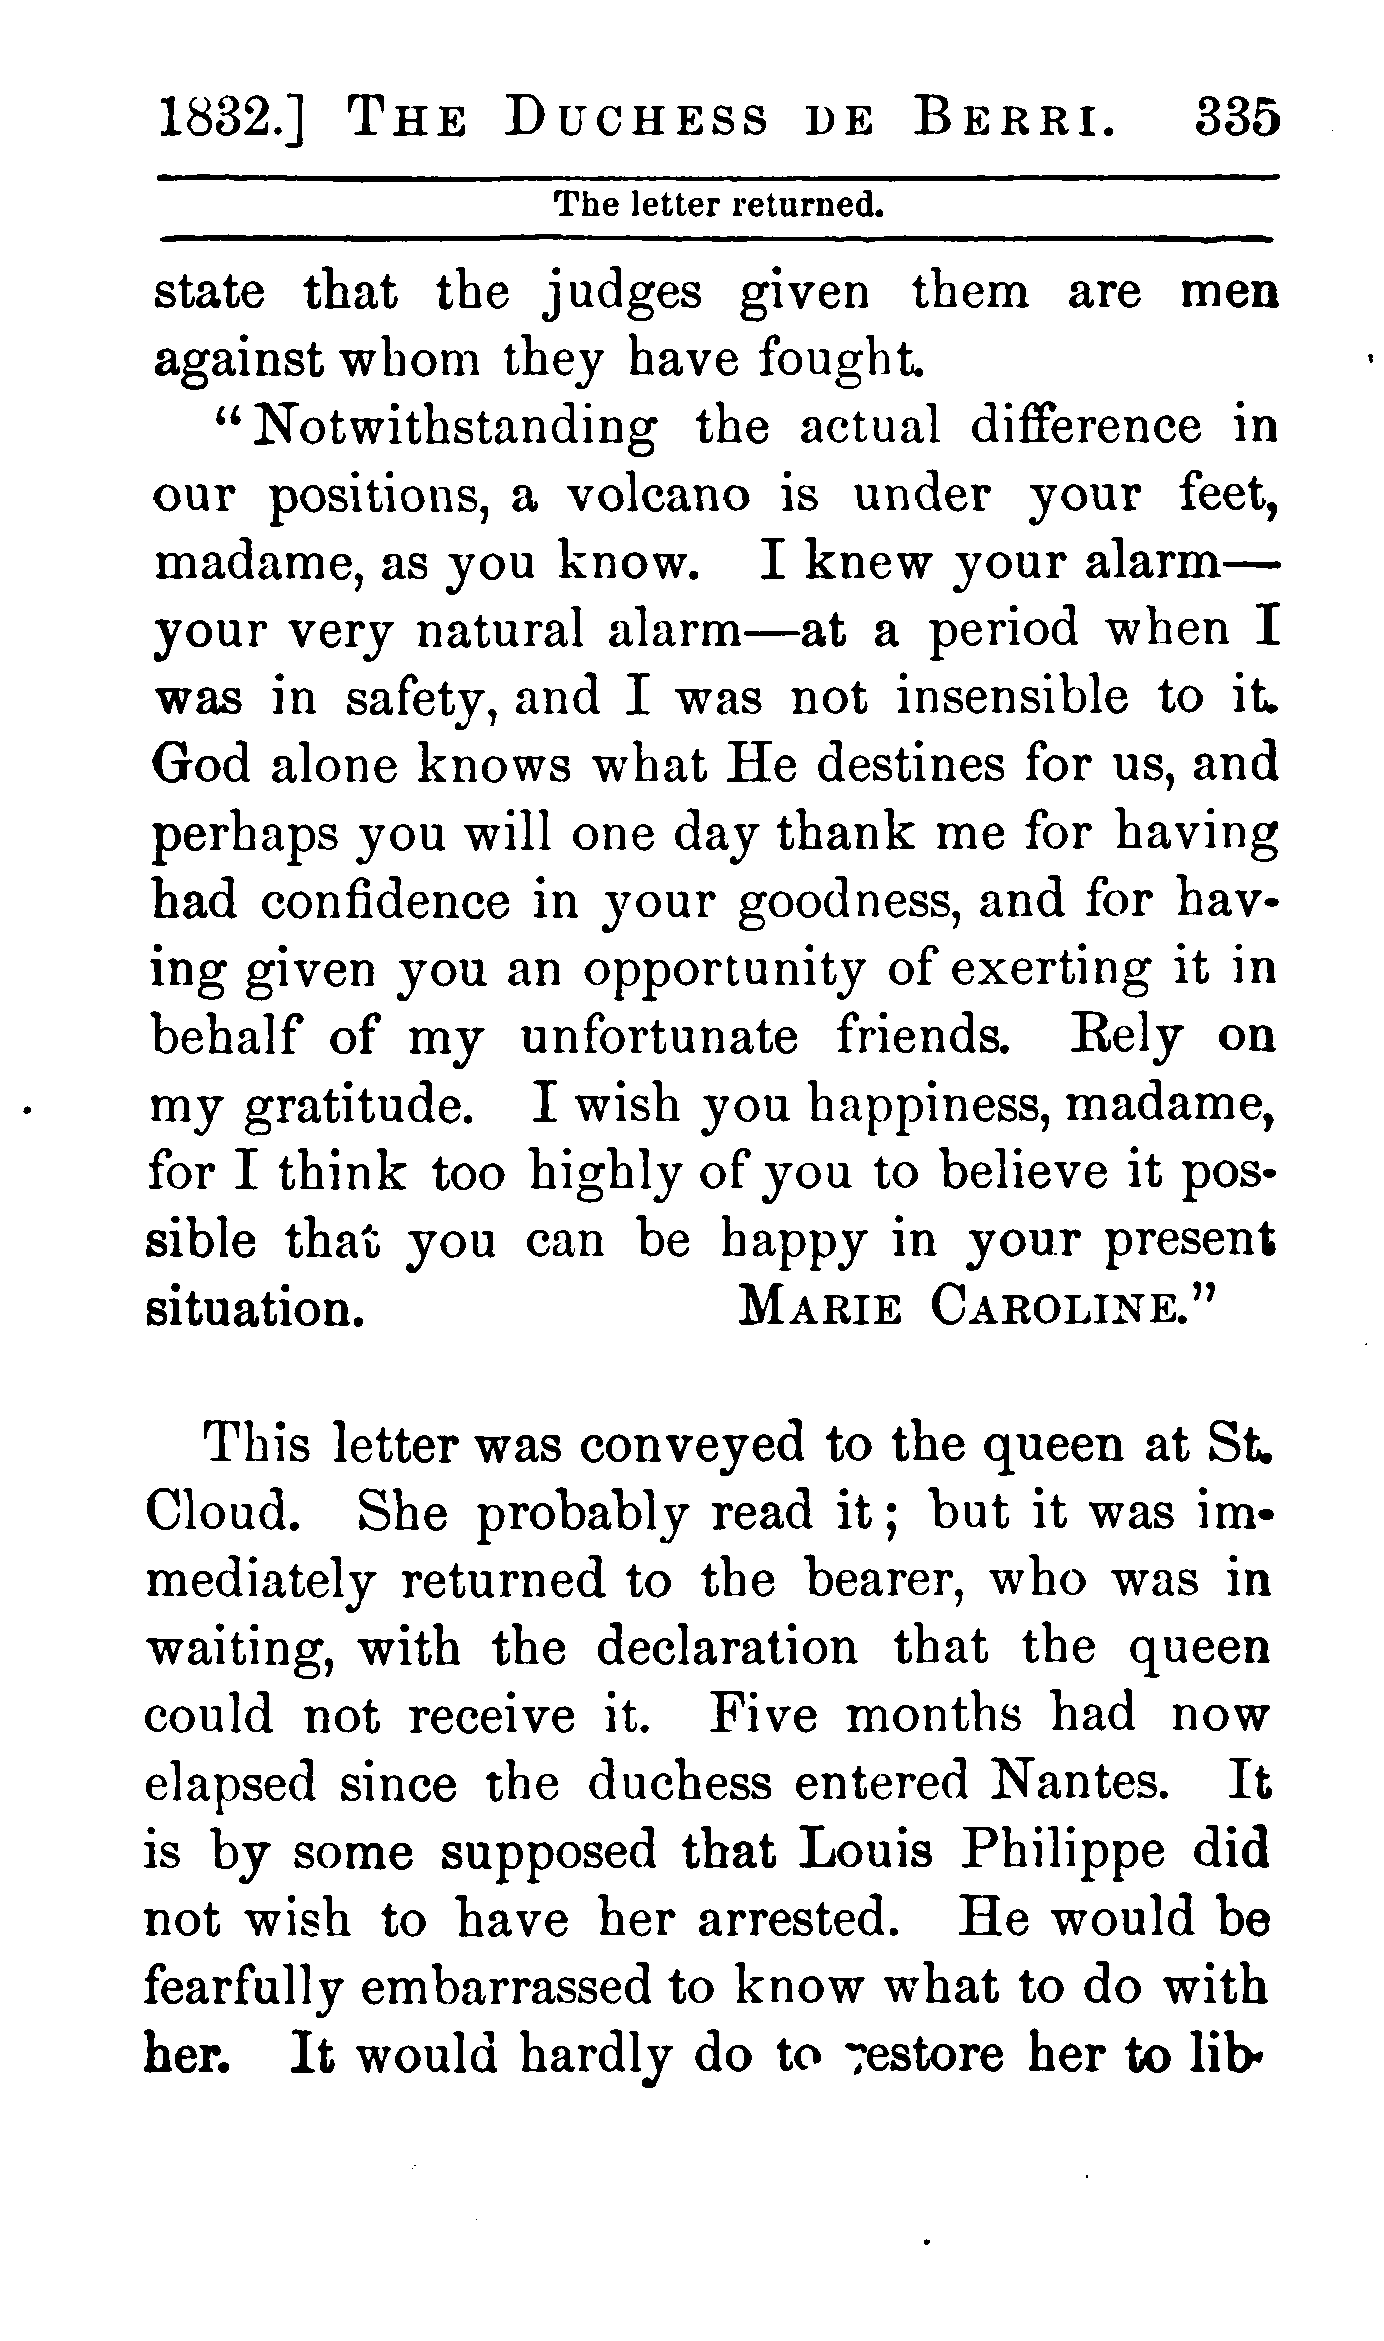 1832.] The Duchess de Berri. 335
The letter returned.
state that the judges given them are men
against whom they have fought.
“Notwithstanding the actual difference in
our positions, a volcano is under your feet,
madame, as you know. I knew your alarm—
your very natural alarm—at a period when I
was in safety, and I was not insensible to it.
God alone knows what He destines for us, and
perhaps you will one day thank me for having
had confidence in your goodness, and for hav-
ing given you an opportunity of exerting it in
behalf of my unfortunate friends. Rely on
my gratitude. I wish you happiness, madame,
for I think too highly of you to believe it pos-
sible that you can be happy in your present
situation. Marie Caroline.”
This letter was conveyed to the queen at St.
Cloud. She probably read it; but it was im-
mediately returned to the bearer, who was in
waiting, with the declaration that the queen
could not receive it. Five months had now
elapsed since the duchess entered Nantes. It
is by some supposed that Louis Philippe did
not wish to have her arrested. He would be
fearfully embarrassed to know what to do with
her. It would hardly do to restore her to lib-